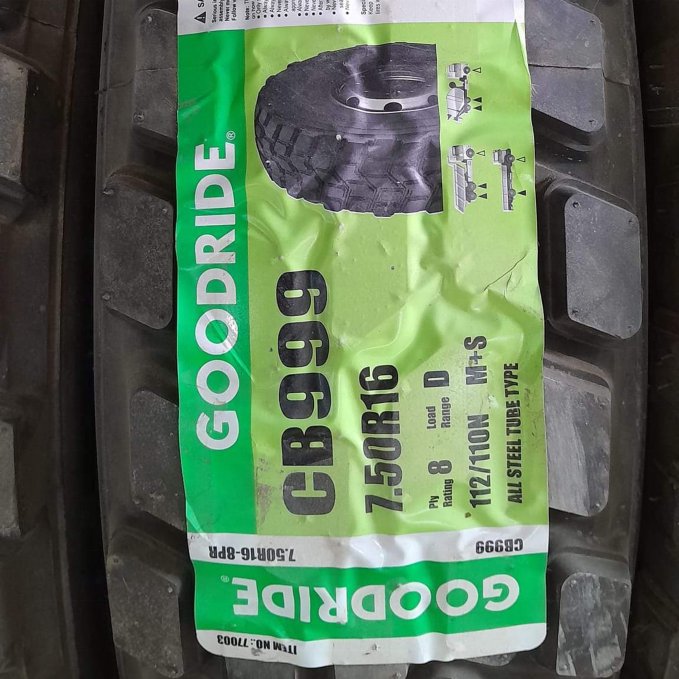 GOODRIDE®
CB999
7.50R16
Ply Rating 8 Load Range D
112/110N M+S
ALL STEEL TUBE TYPE
7.50R16-8PR CB999
GOODRIDE®
ITEM NO.: 77003